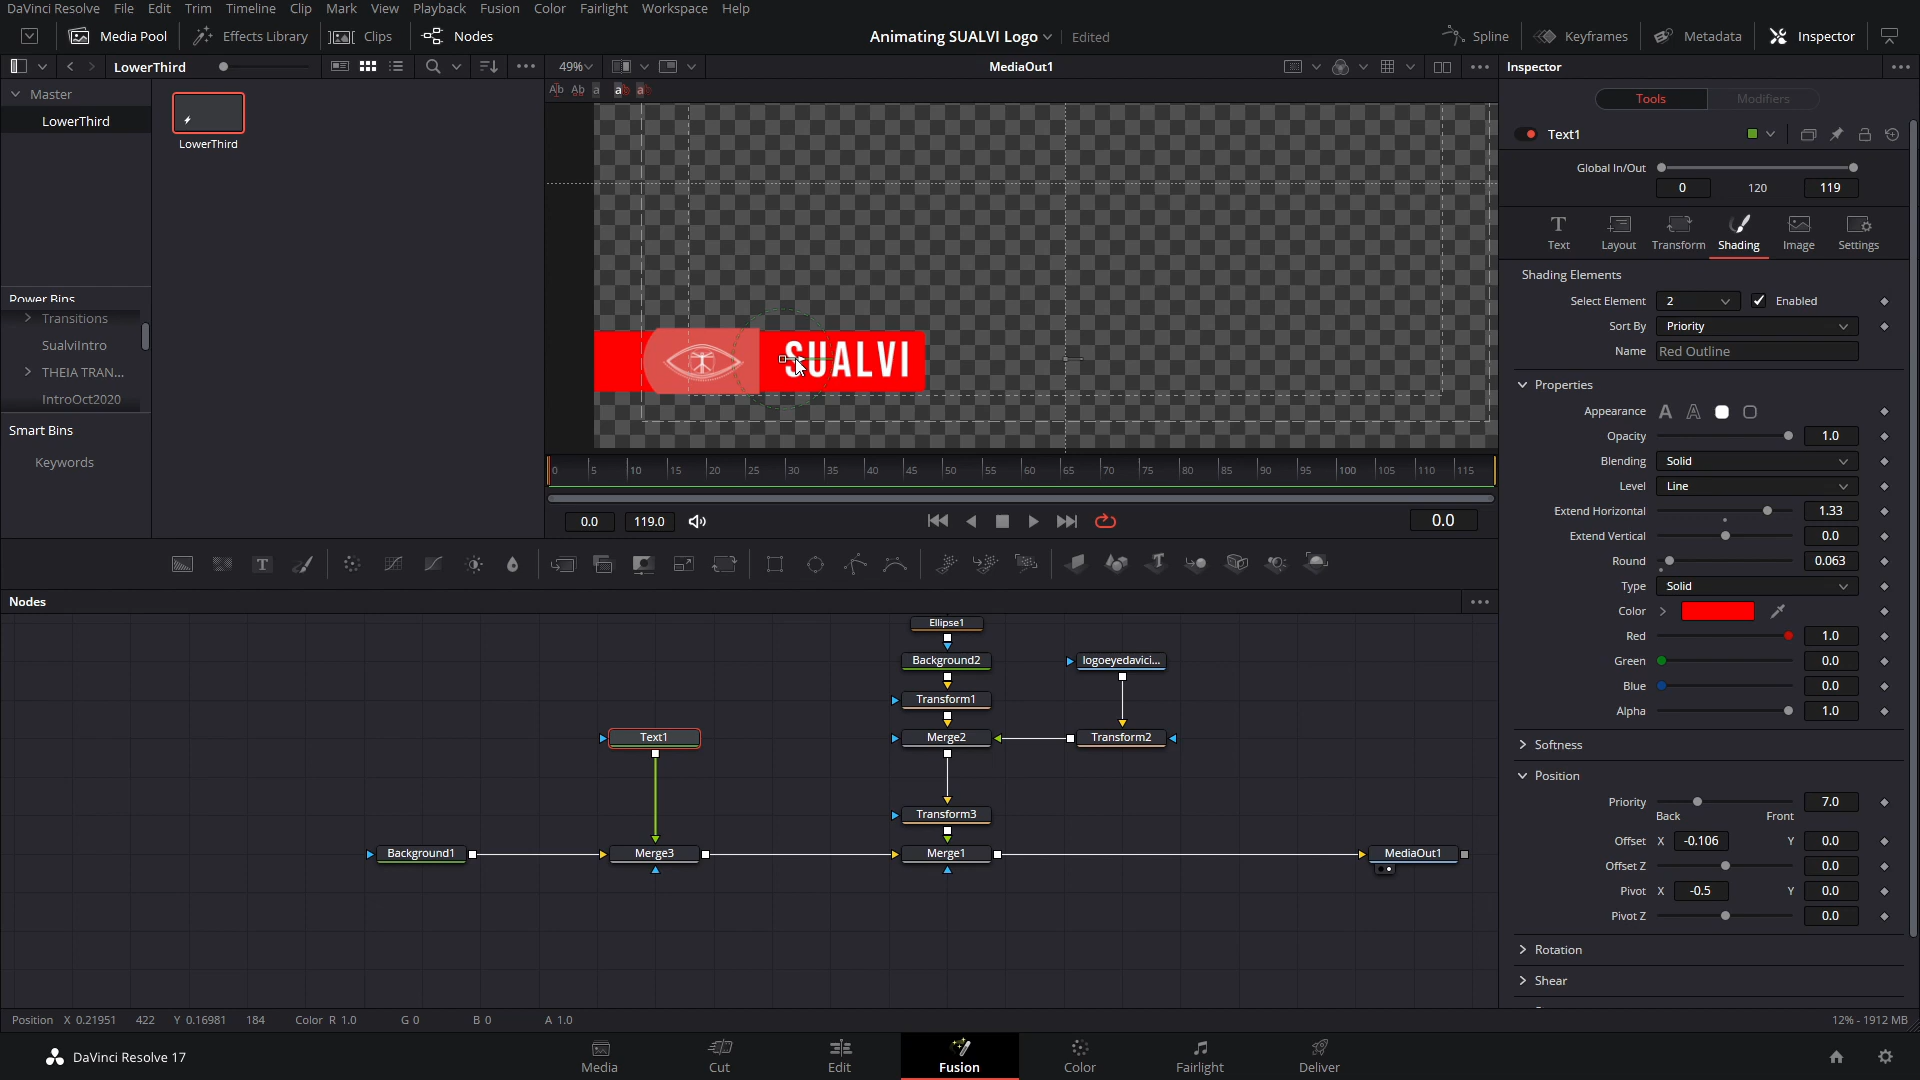 DaVinci Resolve File Edit Trim Timeline Clip Mark View Playback Fusion Color Fairlight Workspace Help
Media Pool Effects Library Clips Nodes Animating SUALVI Logo Edited Spline Keyframes Metadata Inspector
LowerThird 49% MediaOut1 Inspector
Master
LowerThird
LowerThird
Power Bins
Transitions
SualviIntro
THEIA TRAN...
IntroOct2020
Smart Bins
Keywords
SUALVI
0 5 10 15 20 25 30 35 40 45 50 55 60 65 70 75 80 85 90 95 100 105 110 115
0.0 119.0 0.0
Tools Modifiers
Text1
Global In/Out
0 120 119
Text Layout Transform Shading Image Settings
Shading Elements
Select Element 2 Enabled
Sort By Priority
Name Red Outline
Properties
Appearance
Opacity 1.0
Blending Solid
Level Line
Extend Horizontal 1.33
Extend Vertical 0.0
Round 0.063
Type Solid
Color
Red 1.0
Green 0.0
Blue 0.0
Alpha 1.0
Softness
Position
Priority 7.0
Back Front
Offset X -0.106 Y 0.0
Offset Z 0.0
Pivot X -0.5 Y 0.0
Pivot Z 0.0
Rotation
Shear
Nodes
Ellipse1
Background2
logoeyedavici...
Transform1
Text1
Merge2
Transform2
Transform3
Background1
Merge3
Merge1
MediaOut1
Position X 0.21951 422 Y 0.16981 184 Color R 1.0 G 0 B 0 A 1.0 12% - 1912 MB
DaVinci Resolve 17
Media Cut Edit Fusion Color Fairlight Deliver